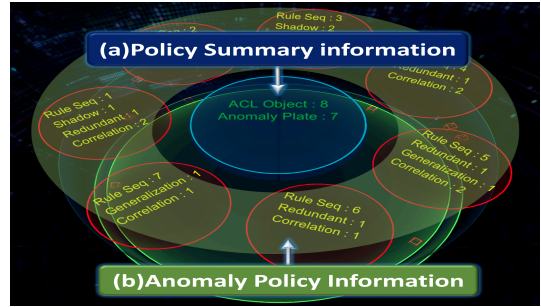 Rule Seq : 3
Shadow : 2
(a)Policy Summary information
: 1
Correlation : 2
ACL Object : 8
Anomaly Plate : 7
Rule Seq : 1
Shadow : 1
Redundant : 1
Correlation : 2
Rule Seq : 5
Redundant : 1
Generalization : 1
Correlation : 2
Rule Seq : 7
Generalization : 1
Correlation : 1
Rule Seq : 6
Redundant : 1
Correlation : 1
(b)Anomaly Policy Information